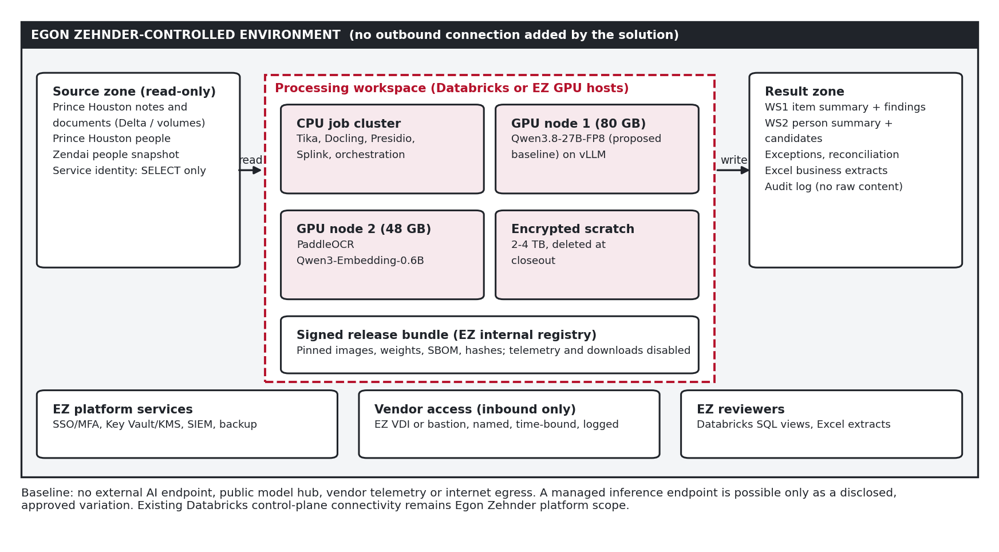 EGON ZEHNDER-CONTROLLED ENVIRONMENT (no outbound connection added by the solution)
Source zone (read-only)
Prince Houston notes and
documents (Delta / volumes)
Prince Houston people
Zendai people snapshot
Service identity: SELECT only
read
Processing workspace (Databricks or EZ GPU hosts)
CPU job cluster
Tika, Docling, Presidio,
Splink, orchestration
GPU node 1 (80 GB)
Qwen3.8-27B-FP8 (proposed
baseline) on vLLM
GPU node 2 (48 GB)
PaddleOCR
Qwen3-Embedding-0.6B
Encrypted scratch
2-4 TB, deleted at
closeout
Signed release bundle (EZ internal registry)
Pinned images, weights, SBOM, hashes; telemetry and downloads disabled
write
Result zone
WS1 item summary + findings
WS2 person summary +
candidates
Exceptions, reconciliation
Excel business extracts
Audit log (no raw content)
EZ platform services
SSO/MFA, Key Vault/KMS, SIEM, backup
Vendor access (inbound only)
EZ VDI or bastion, named, time-bound, logged
EZ reviewers
Databricks SQL views, Excel extracts
Baseline: no external AI endpoint, public model hub, vendor telemetry or internet egress. A managed inference endpoint is possible only as a disclosed,
approved variation. Existing Databricks control-plane connectivity remains Egon Zehnder platform scope.